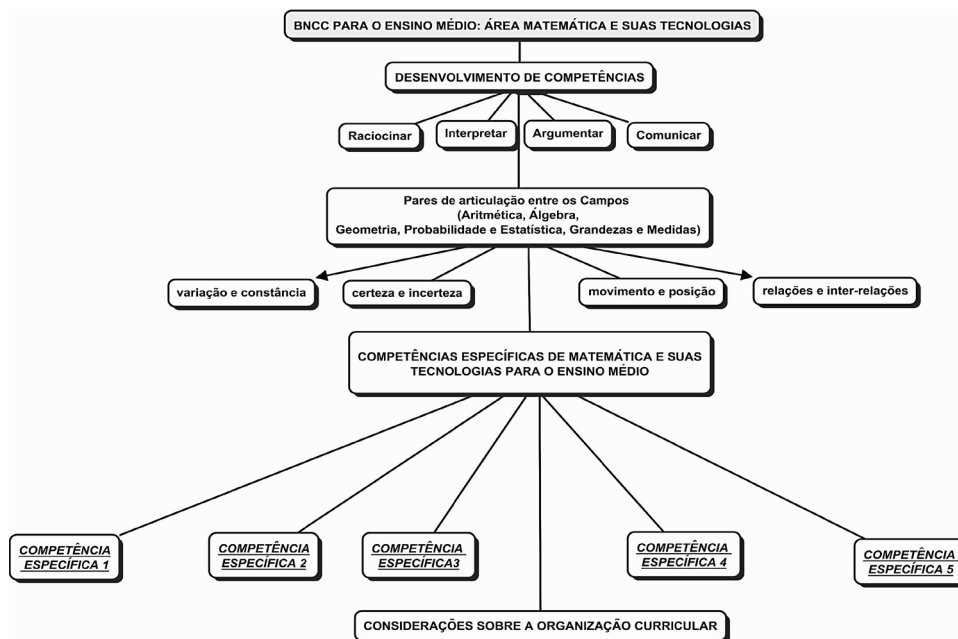 BNCC PARA O ENSINO MÉDIO: ÁREA MATEMÁTICA E SUAS TECNOLOGIAS
DESENVOLVIMENTO DE COMPETÊNCIAS
Raciocinar
Interpretar
Argumentar
Comunicar
Pares de articulação entre os Campos
(Aritmética, Álgebra,
Geometria, Probabilidade e Estatística, Grandezas e Medidas)
variação e constância
certeza e incerteza
movimento e posição
relações e inter-relações
COMPETÊNCIAS ESPECÍFICAS DE MATEMÁTICA E SUAS
TECNOLOGIAS PARA O ENSINO MÉDIO
COMPETÊNCIA
ESPECÍFICA 1
COMPETÊNCIA
ESPECÍFICA 2
COMPETÊNCIA
ESPECÍFICA3
COMPETÊNCIA
ESPECÍFICA 4
COMPETÊNCIA
ESPECÍFICA 5
CONSIDERAÇÕES SOBRE A ORGANIZAÇÃO CURRICULAR